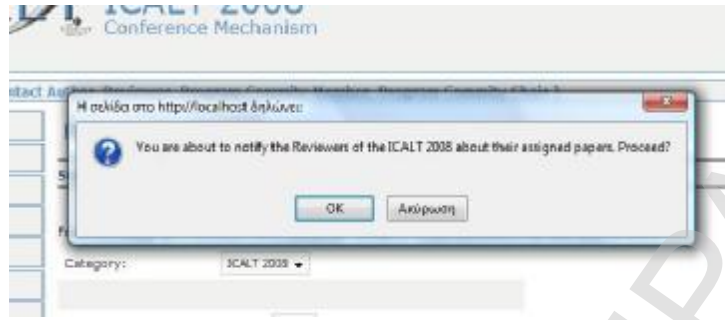 ICALT 2008
Conference Mechanism
Η σελίδα στο http://localhost δηλώνει:
You are about to notify the Reviewers of the ICALT 2008 about their assigned papers. Proceed?
OK
Ακύρωση
Category:
ICALT 2008